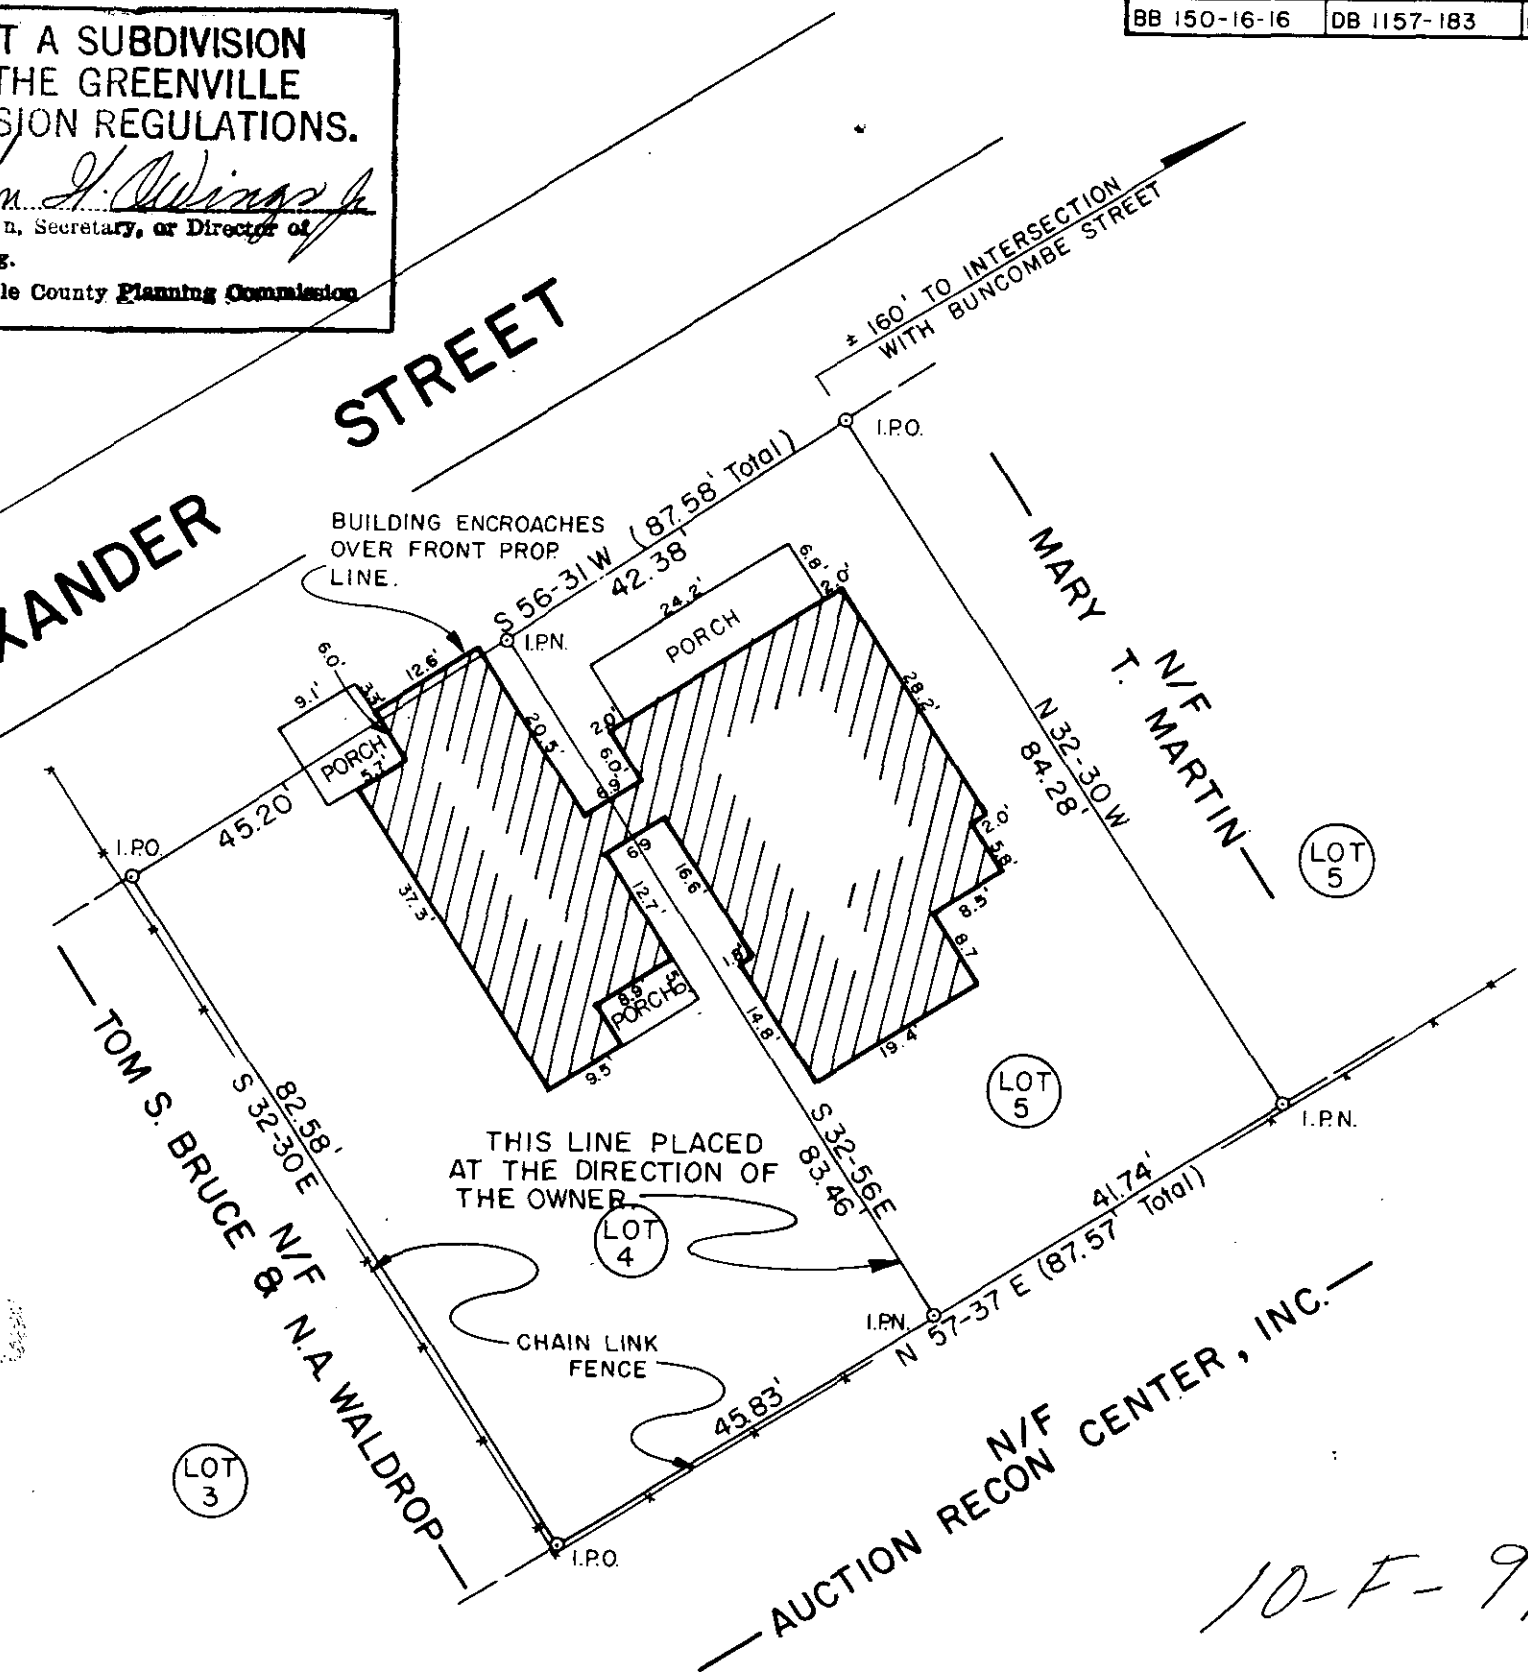 BB 150-16-16 DB 1157-183
T A SUBDIVISION
THE GREENVILLE
SION REGULATIONS.
n H. Owings Jr
n, Secretary, or Director of
g.
le County Planning Commission
XANDER STREET
± 160' TO INTERSECTION
WITH BUNCOMBE STREET
I.P.O.
S 56-31 W (87.58' Total)
42.38'
BUILDING ENCROACHES
OVER FRONT PROP.
LINE.
I.P.N.
6.8'
2.0'
24.2'
PORCH
28.2'
2.0'
6.0'
6.9'
6.0'
12.6'
9.1'
3.3'
PORCH
5.7'
20.5'
45.20'
I.P.O.
37.3'
6.9
12.7'
16.6'
1.5'
14.8'
2.0'
5.8'
8.5'
8.7
19.4'
8.9'
5.6'
PORCH
9.5'
— MARY T. MARTIN —
N/F
N 32-30 W
84.28'
LOT
5
LOT
5
I.P.N.
— TOM S. BRUCE & N.A. WALDROP —
N/F
82.58'
S 32-30 E
THIS LINE PLACED
AT THE DIRECTION OF
THE OWNER.
S 32-56 E
83.46'
LOT
4
CHAIN LINK
FENCE
I.P.N.
41.74'
N 57-37 E (87.57' Total)
45.83'
LOT
3
I.P.O.
N/F
— AUCTION RECON CENTER, INC. —
10-F-9